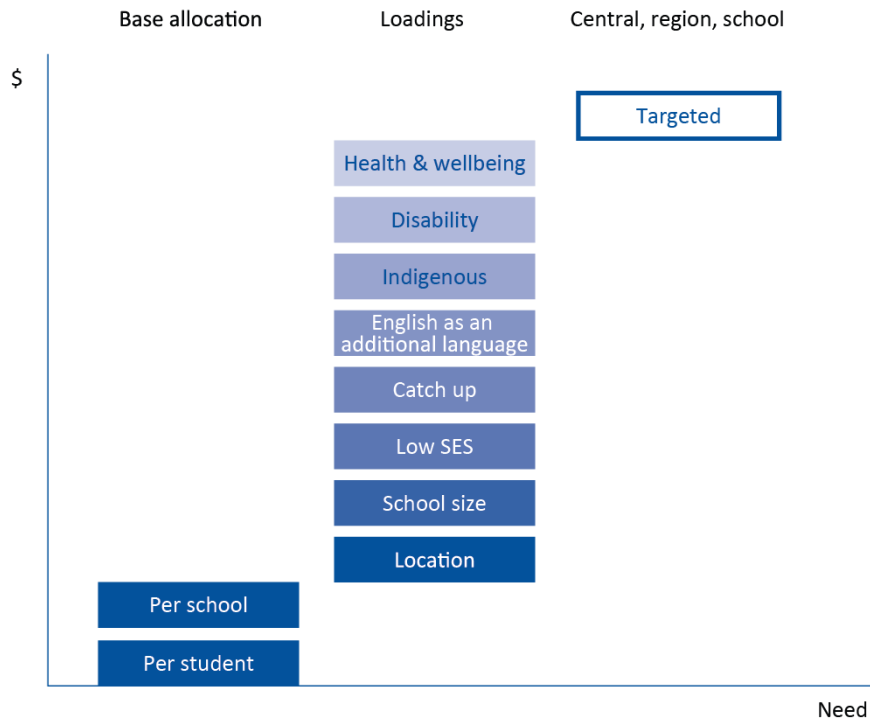 Base allocation
Loadings
Central, region, school
$
Targeted
Health & wellbeing
Disability
Indigenous
English as an
additional language
Catch up
Low SES
School size
Location
Per school
Per student
Need